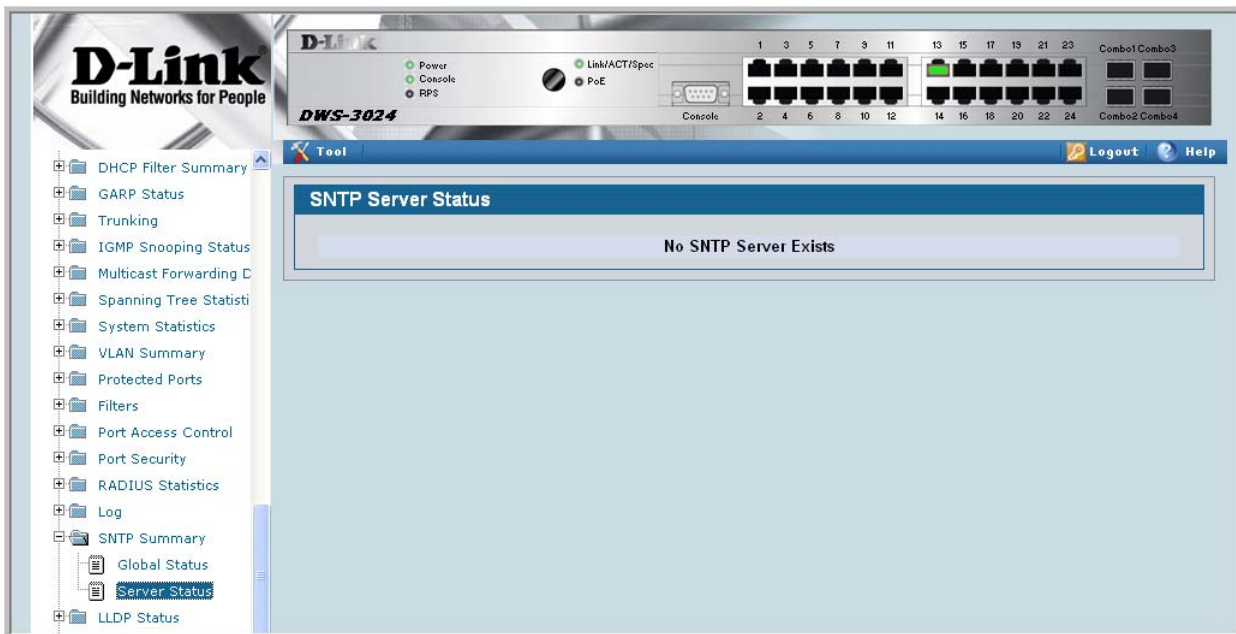 D-Link
Building Networks for People
D-Link
Power
Console
RPS
Link/ACT/Spec
PoE
DWS-3024
Console
1 3 5 7 9 11 13 15 17 19 21 23
2 4 6 8 10 12 14 16 18 20 22 24
Combo1 Combo3
Combo2 Combo4
Tool
Logout
Help
DHCP Filter Summary
GARP Status
Trunking
IGMP Snooping Status
Multicast Forwarding D
Spanning Tree Statisti
System Statistics
VLAN Summary
Protected Ports
Filters
Port Access Control
Port Security
RADIUS Statistics
Log
SNTP Summary
Global Status
Server Status
LLDP Status
SNTP Server Status
No SNTP Server Exists